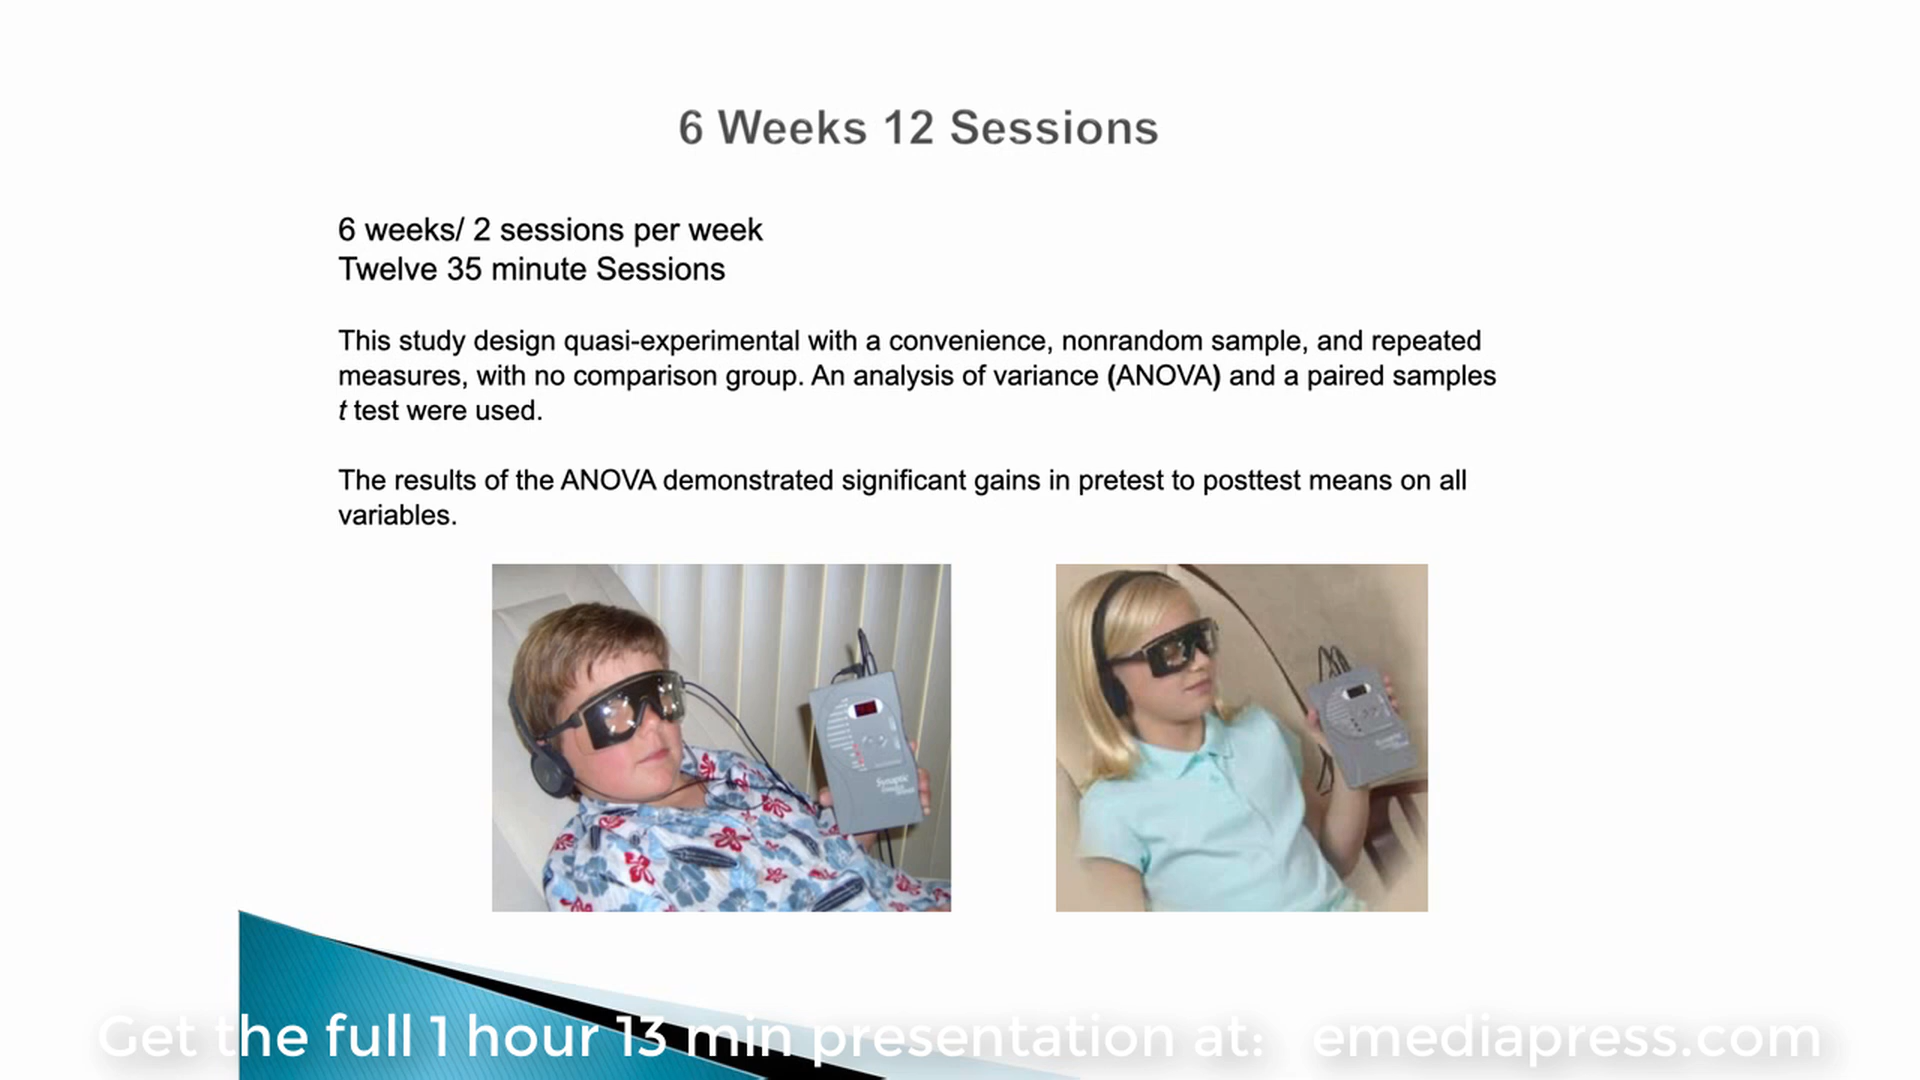 6 Weeks 12 Sessions
6 weeks/ 2 sessions per week
Twelve 35 minute Sessions
This study design quasi-experimental with a convenience, nonrandom sample, and repeated
measures, with no comparison group. An analysis of variance (ANOVA) and a paired samples
t test were used.
The results of the ANOVA demonstrated significant gains in pretest to posttest means on all
variables.
Synaptic
Get the full 1 hour 13 min presentation at: emediapress.com